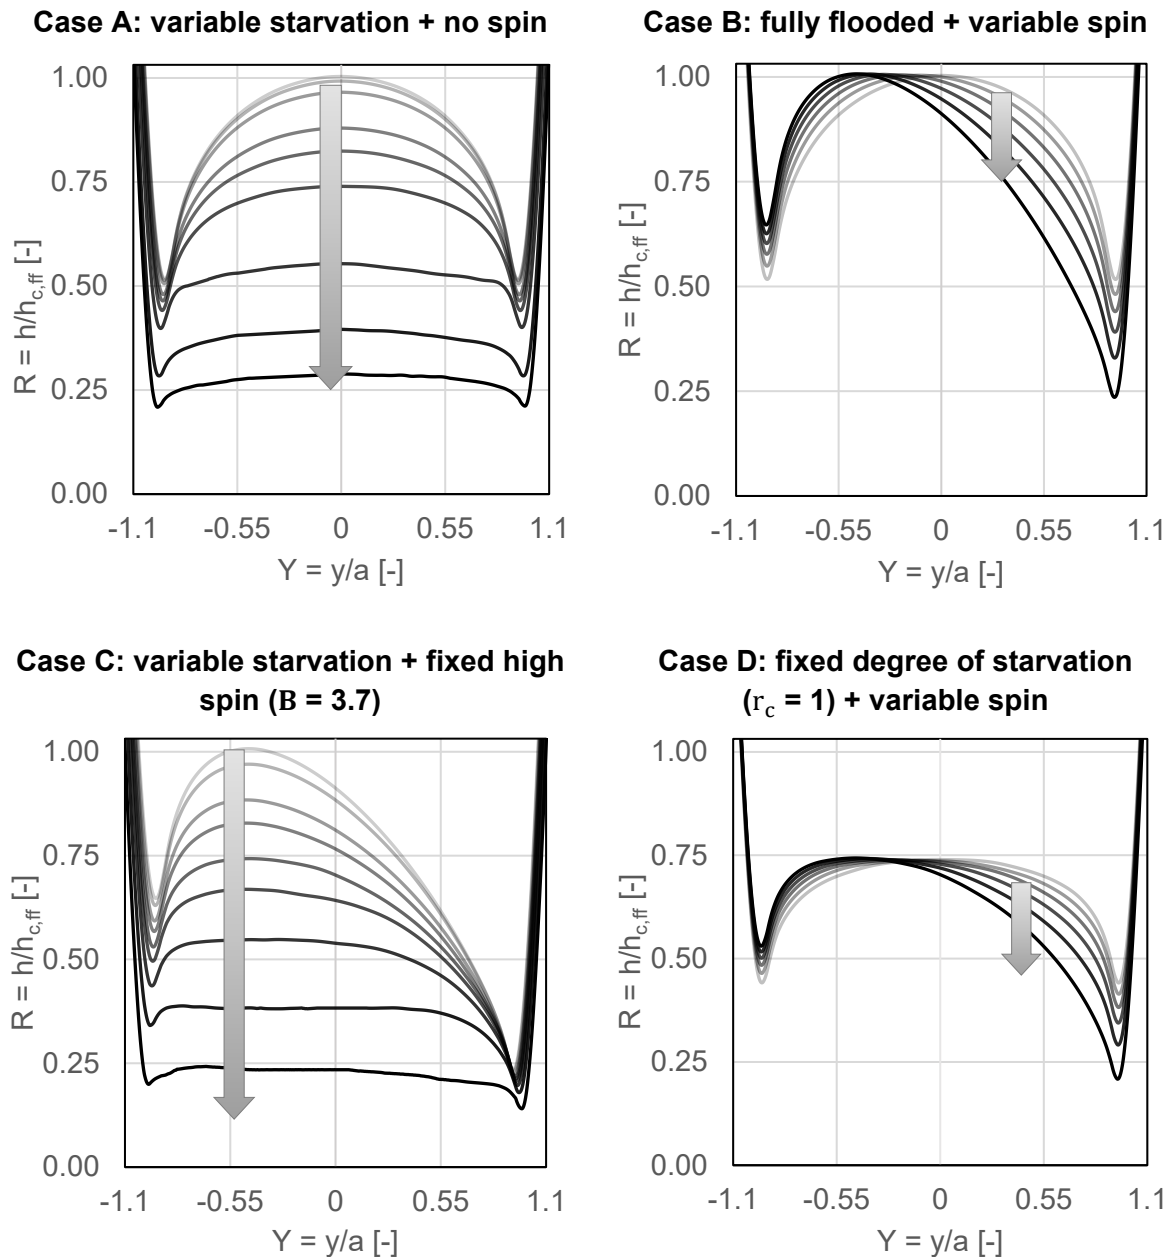 Case A: variable starvation + no spin
1.00
0.75
0.50
0.25
0.00
-1.1 -0.55 0 0.55 1.1
R = h/h_c,ff [-]
Y = y/a [-]
Case B: fully flooded + variable spin
1.00
0.75
0.50
0.25
0.00
-1.1 -0.55 0 0.55 1.1
R = h/h_c,ff [-]
Y = y/a [-]
Case C: variable starvation + fixed high
spin (B = 3.7)
1.00
0.75
0.50
0.25
0.00
-1.1 -0.55 0 0.55 1.1
R = h/h_c,ff [-]
Y = y/a [-]
Case D: fixed degree of starvation
(r_c = 1) + variable spin
1.00
0.75
0.50
0.25
0.00
-1.1 -0.55 0 0.55 1.1
R = h/h_c,ff [-]
Y = y/a [-]